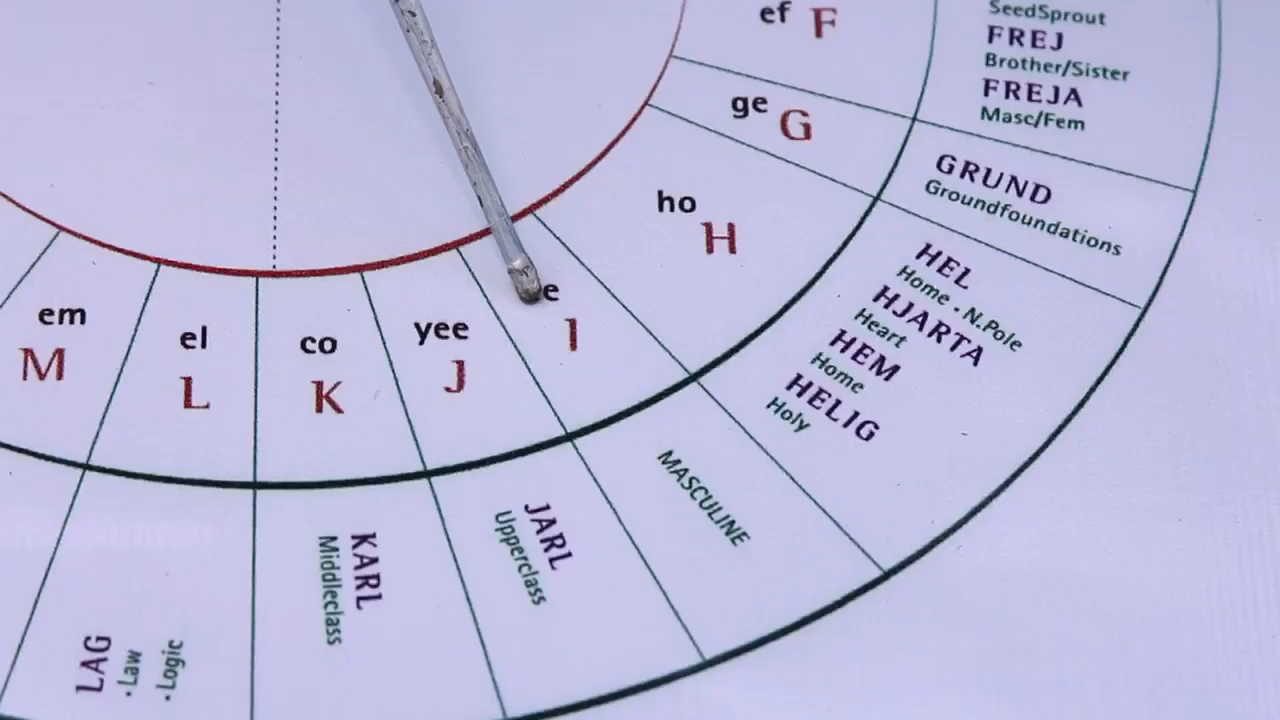 ef F
SeedSprout
FREJ
Brother/Sister
FREJA
Masc/Fem
ge G
GRUND
Groundfoundations
ho H
HEL
Home . N.Pole
HJARTA
Heart
HEM
Home
HELIG
Holy
e I
MASCULINE
yee J
JARL
Upperclass
co K
KARL
Middleclass
el L
LAG
• Law
• Logic
em M